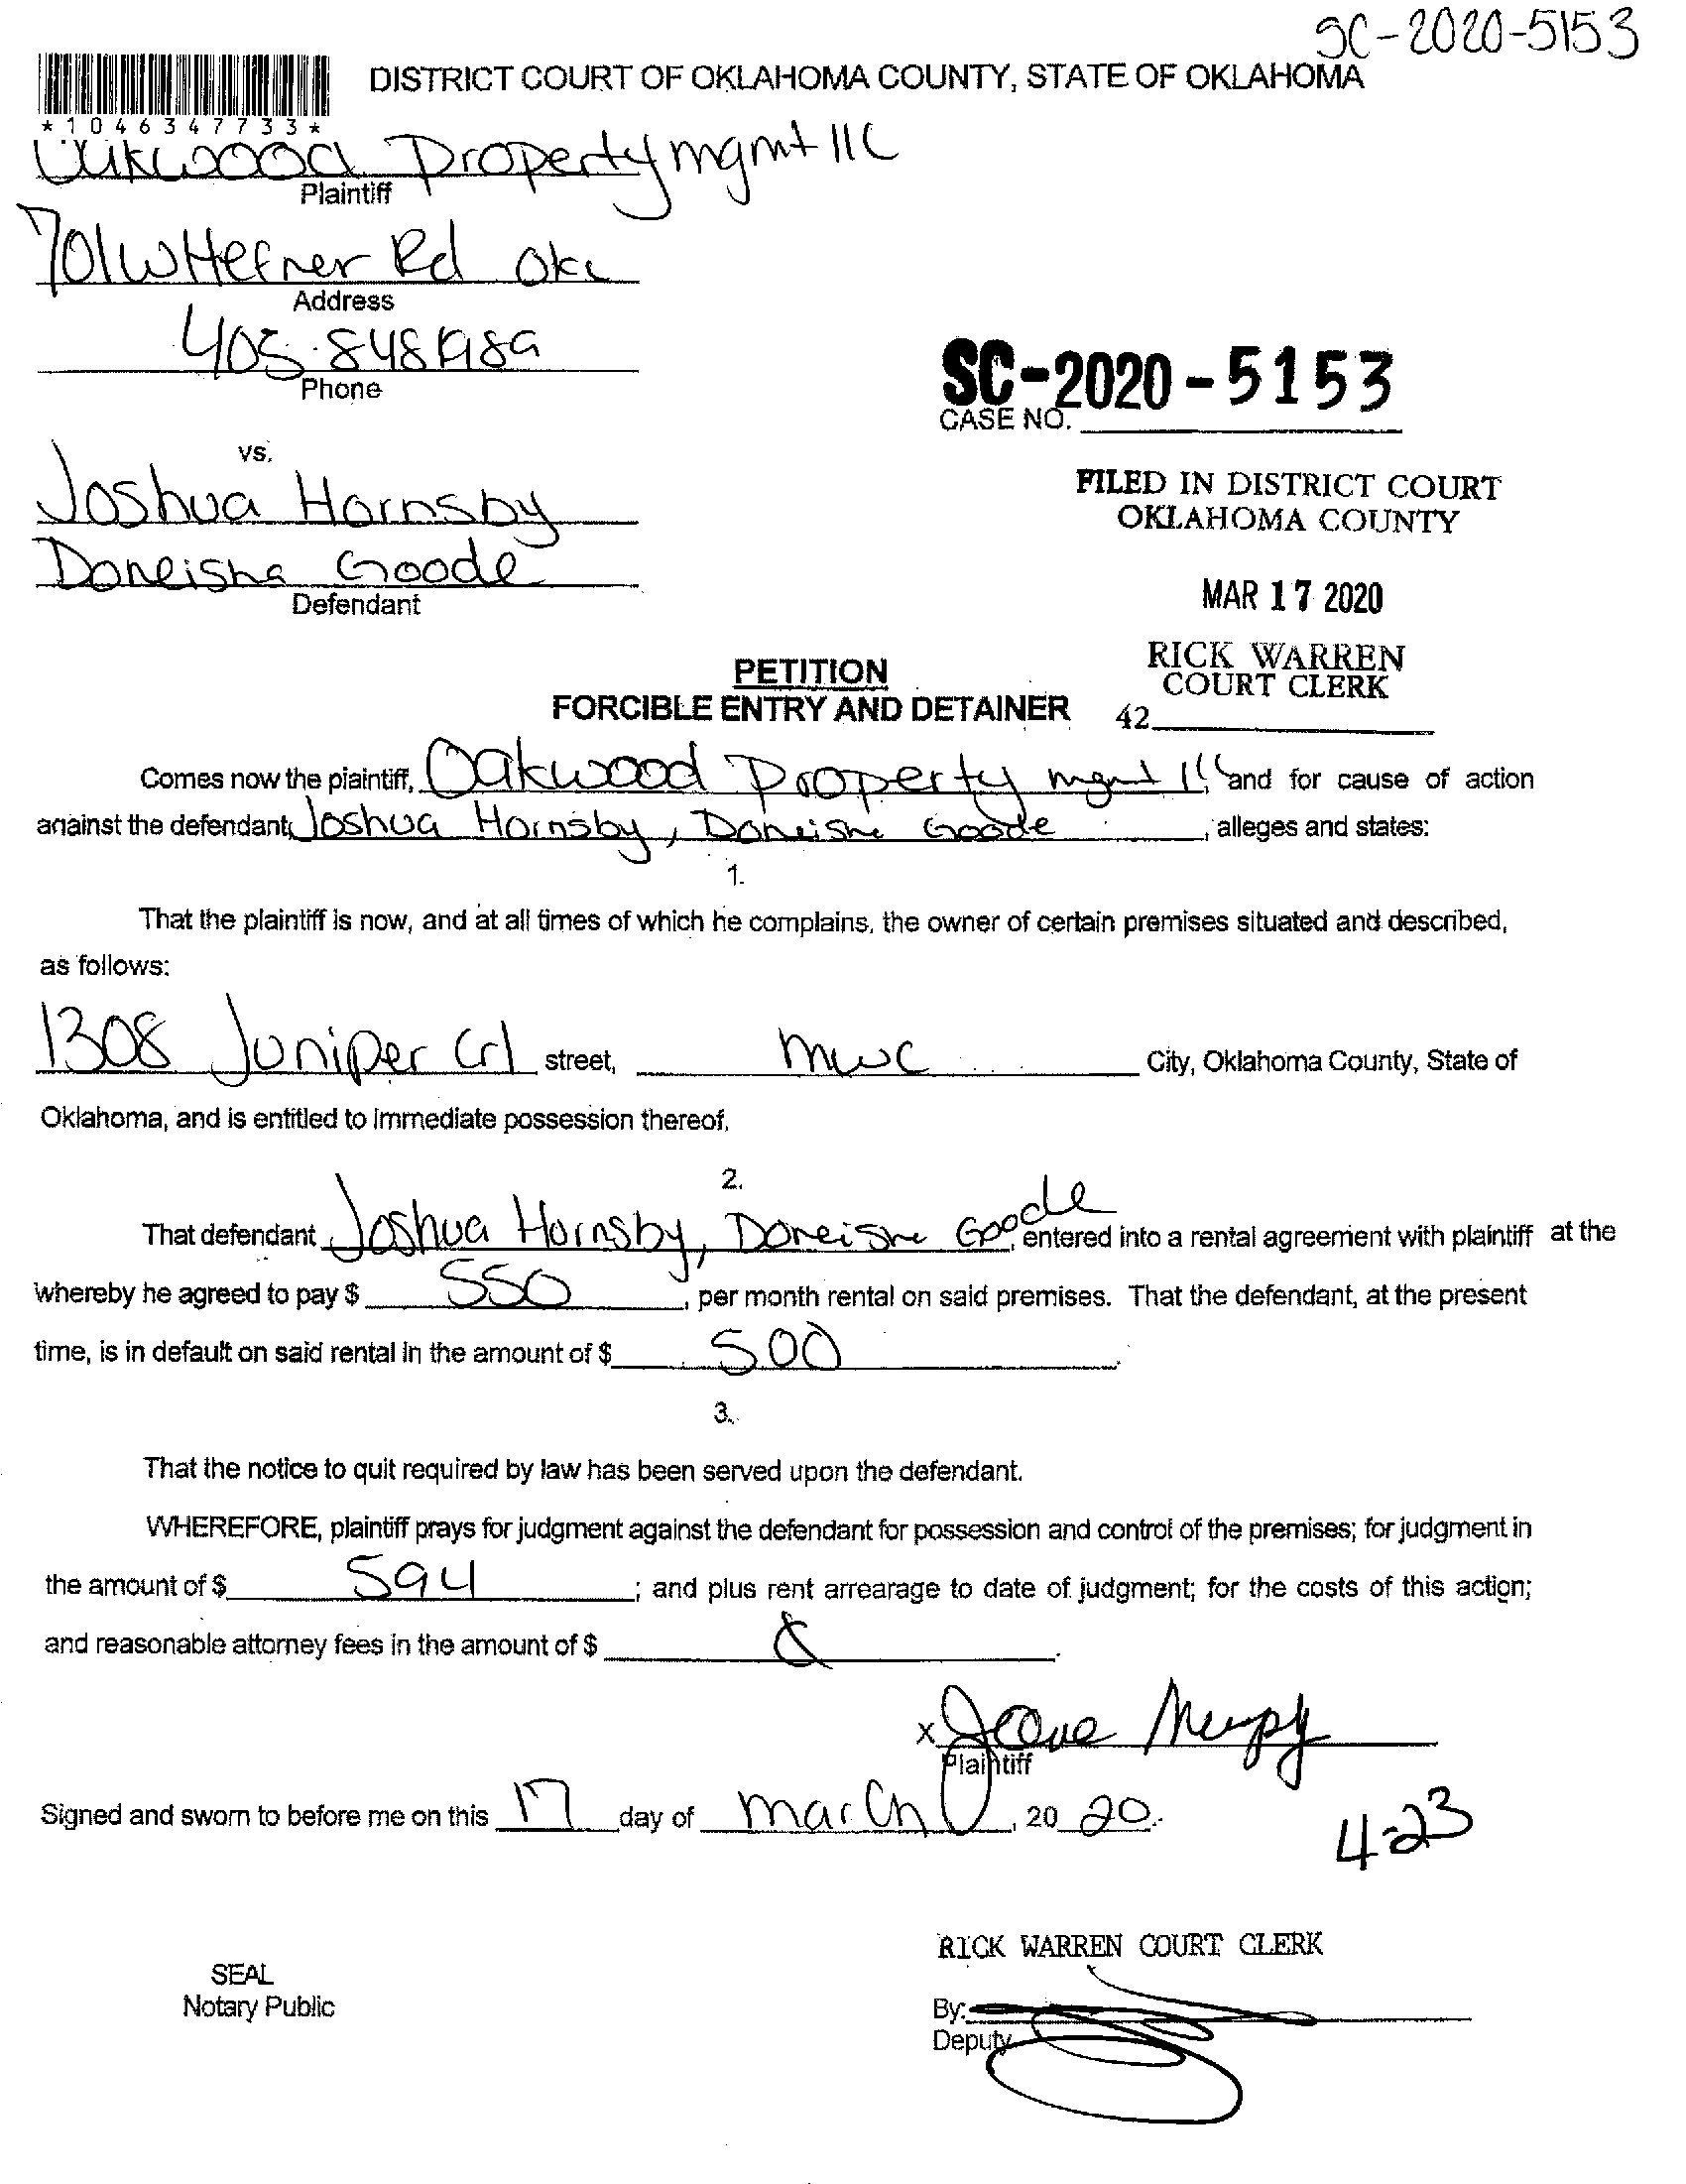 SC-2020-5153
DISTRICT COURT OF OKLAHOMA COUNTY, STATE OF OKLAHOMA
*1046347733*
Oakwood Property mgmt llC
Plaintiff
701 W Hefner Rd OKC
Address
405-8481989
Phone
SC-2020-5153
CASE NO.
vs.
Joshua Hornsby
Doneisha Goode
Defendant
FILED IN DISTRICT COURT
OKLAHOMA COUNTY
MAR 17 2020
RICK WARREN
COURT CLERK
42
PETITION
FORCIBLE ENTRY AND DETAINER
Comes now the plaintiff, Oakwood Property mgmt llC, and for cause of action
against the defendant, Joshua Hornsby, Doneisha Goode, alleges and states:
1.
That the plaintiff is now, and at all times of which he complains, the owner of certain premises situated and described,
as follows:
1308 Juniper Crl street, mwc City, Oklahoma County, State of
Oklahoma, and is entitled to immediate possession thereof.
2.
That defendant Joshua Hornsby, Doneisha Goode, entered into a rental agreement with plaintiff at the
whereby he agreed to pay $ 550, per month rental on said premises. That the defendant, at the present
time, is in default on said rental in the amount of $ 500.
3.
That the notice to quit required by law has been served upon the defendant.
WHEREFORE, plaintiff prays for judgment against the defendant for possession and control of the premises; for judgment in
the amount of $ 594; and plus rent arrearage to date of judgment; for the costs of this action;
and reasonable attorney fees in the amount of $ .
x
Plaintiff
Signed and sworn to before me on this 17 day of march, 20 20.
4-23
RICK WARREN COURT CLERK
SEAL
Notary Public
By:
Deputy